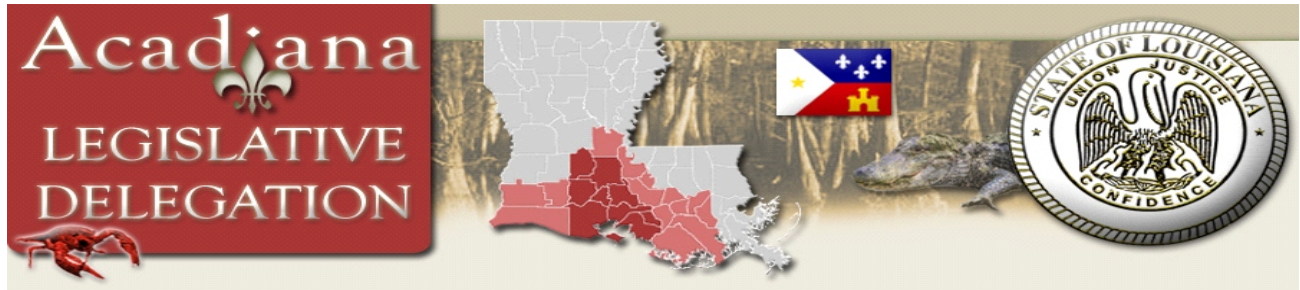 Acadiana
LEGISLATIVE
DELEGATION
STATE OF LOUISIANA
UNION JUSTICE
CONFIDENCE